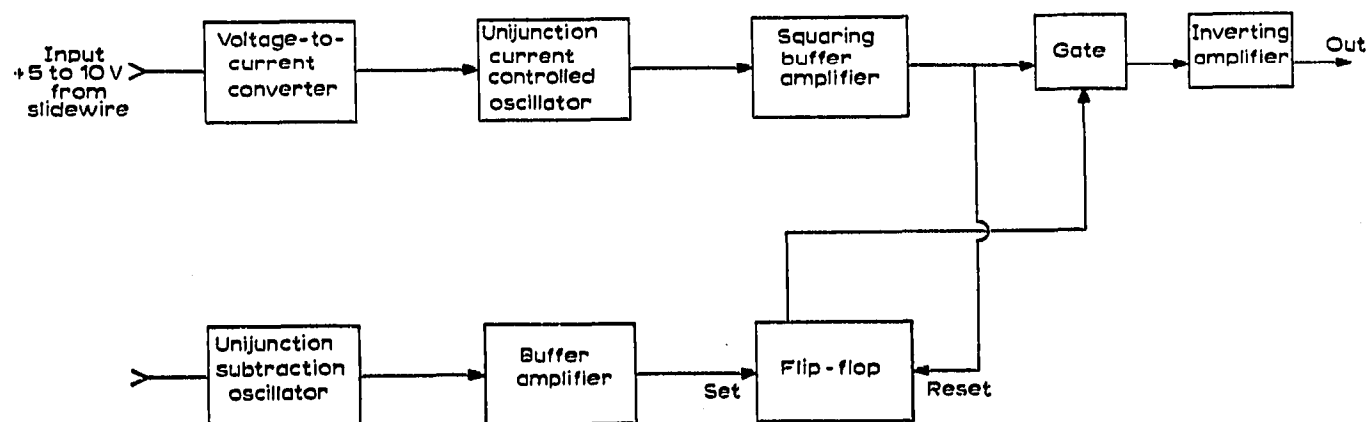 Input
+5 to 10 V
from
slidewire
Voltage-to-
current
converter
Unijunction
current
controlled
oscillator
Squaring
buffer
amplifier
Gate
Inverting
amplifier
Out
Unijunction
subtraction
oscillator
Buffer
amplifier
Set
Flip-flop
Reset